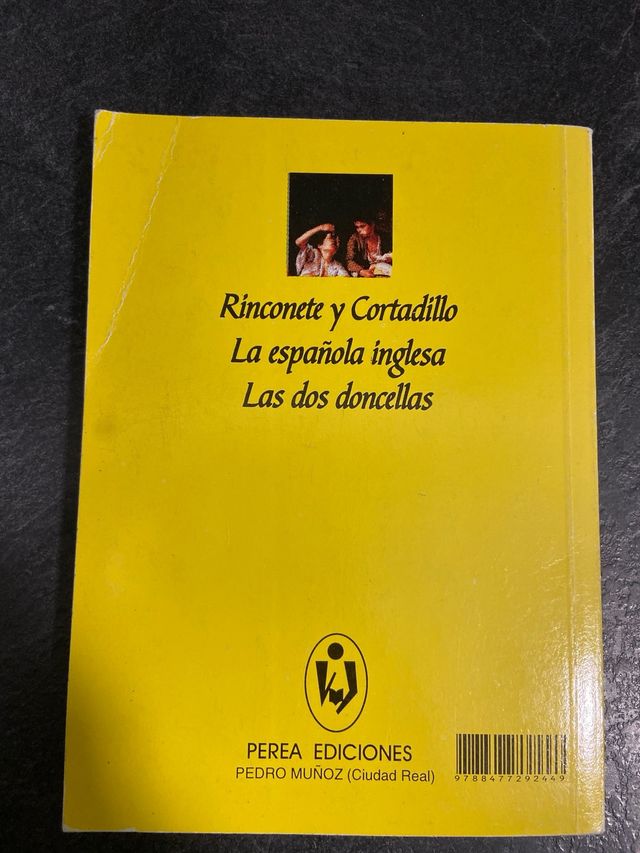 Rinconete y Cortadillo
La española inglesa
Las dos doncellas
PEREA EDICIONES
PEDRO MUÑOZ (Ciudad Real)
9788477292449